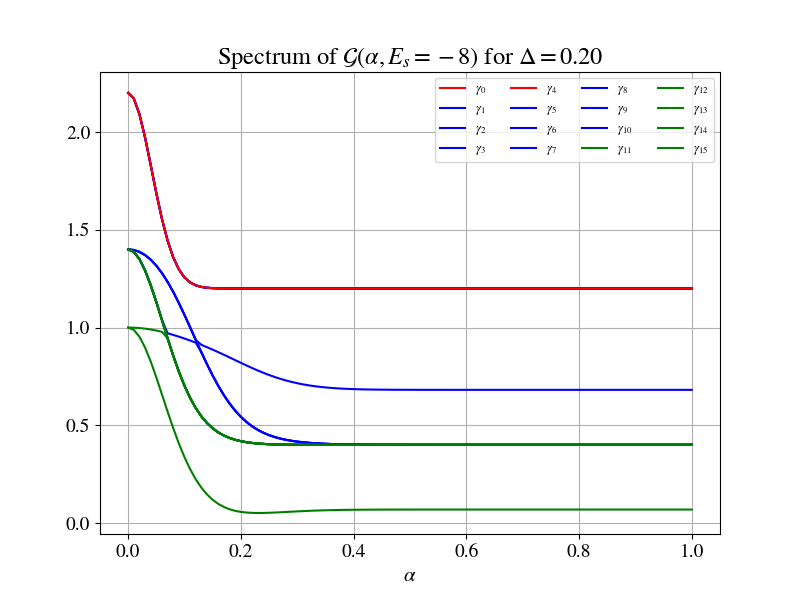 Spectrum of 𝒢(α, E_s = −8) for Δ = 0.20
γ₀ γ₄ γ₈ γ₁₂
γ₁ γ₅ γ₉ γ₁₃
γ₂ γ₆ γ₁₀ γ₁₄
γ₃ γ₇ γ₁₁ γ₁₅
2.0
1.5
1.0
0.5
0.0
0.0 0.2 0.4 0.6 0.8 1.0
α